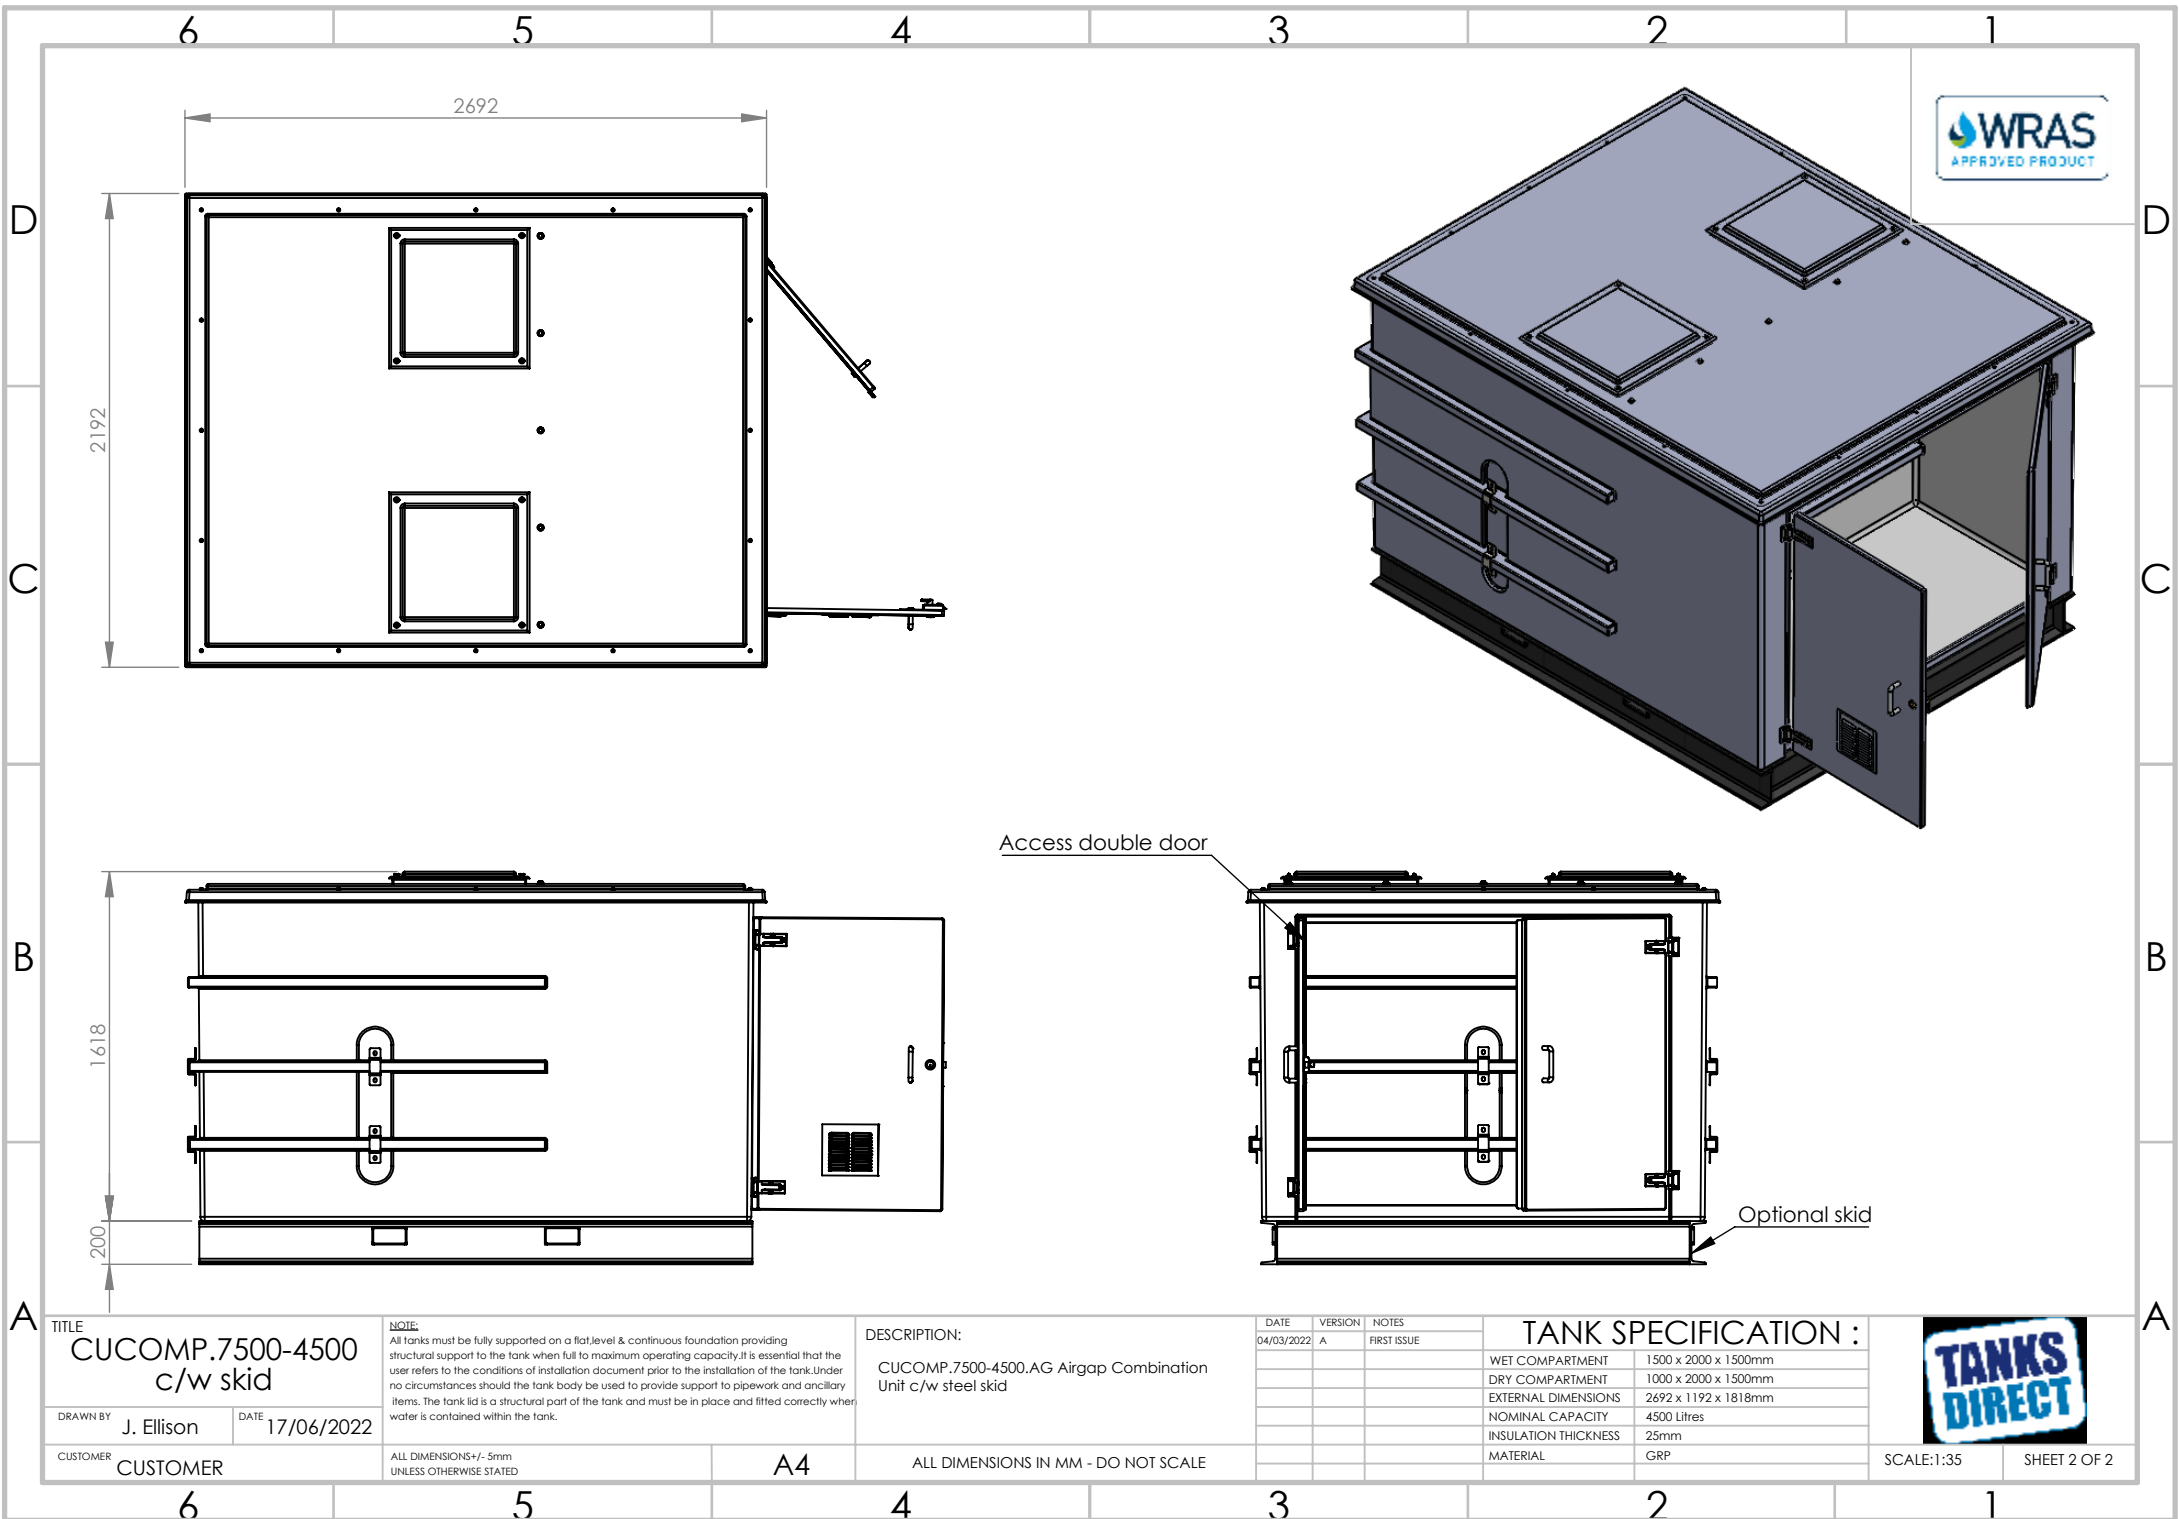 6 5 4 3 2 1
D D
C C
B B
A A
2692
2192
WRAS
APPROVED PRODUCT
Access double door
1618
200
Optional skid
TITLE
CUCOMP.7500-4500
c/w skid
DRAWN BY J. Ellison
DATE 17/06/2022
CUSTOMER CUSTOMER
NOTE:
All tanks must be fully supported on a flat,level & continuous foundation providing
structural support to the tank when full to maximum operating capacity.It is essential that the
user refers to the conditions of installation document prior to the installation of the tank.Under
no circumstances should the tank body be used to provide support to pipework and ancillary
items. The tank lid is a structural part of the tank and must be in place and fitted correctly when
water is contained within the tank.
ALL DIMENSIONS+/- 5mm
UNLESS OTHERWISE STATED
A4
DESCRIPTION:
CUCOMP.7500-4500.AG Airgap Combination
Unit c/w steel skid
ALL DIMENSIONS IN MM - DO NOT SCALE
DATE VERSION NOTES
04/03/2022 A FIRST ISSUE
TANK SPECIFICATION :
WET COMPARTMENT 1500 x 2000 x 1500mm
DRY COMPARTMENT 1000 x 2000 x 1500mm
EXTERNAL DIMENSIONS 2692 x 1192 x 1818mm
NOMINAL CAPACITY 4500 Litres
INSULATION THICKNESS 25mm
MATERIAL GRP
TANKS
DIRECT
SCALE:1:35
SHEET 2 OF 2
6 5 4 3 2 1